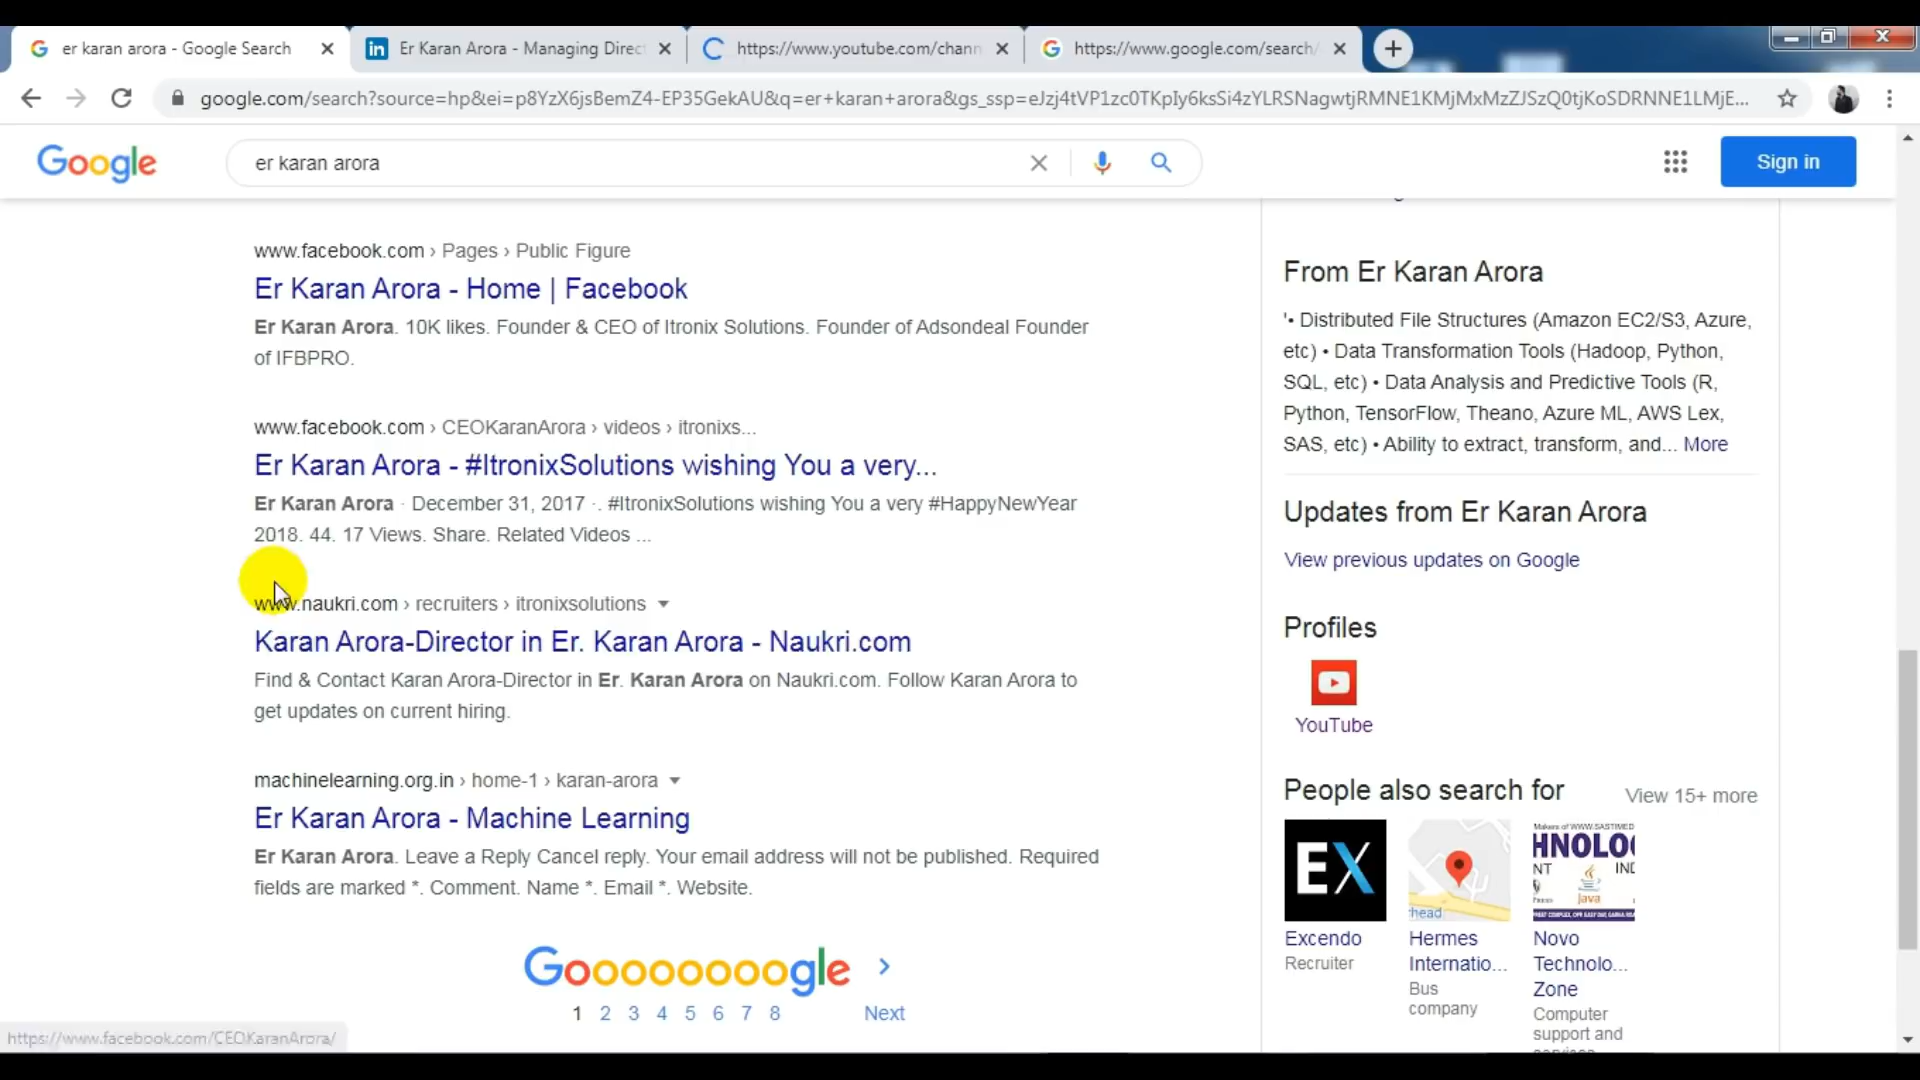 er karan arora - Google Search
Er Karan Arora - Managing Direct
https://www.youtube.com/chann
https://www.google.com/search/
google.com/search?source=hp&ei=p8YzX6jsBemZ4-EP35GekAU&q=er+karan+arora&gs_ssp=eJzj4tVP1zc0TKpIy6ksSi4zYLRSNagwtjRMNE1KMjMxMzZJSzQ0tjKoSDRNNE1LMjE...
Google
er karan arora
Sign in
www.facebook.com › Pages › Public Figure
Er Karan Arora - Home | Facebook
Er Karan Arora. 10K likes. Founder & CEO of Itronix Solutions. Founder of Adsondeal Founder
of IFBPRO.
www.facebook.com › CEOKaranArora › videos › itronixs...
Er Karan Arora - #ItronixSolutions wishing You a very...
Er Karan Arora · December 31, 2017 ·. #ItronixSolutions wishing You a very #HappyNewYear
2018. 44. 17 Views. Share. Related Videos ...
www.naukri.com › recruiters › itronixsolutions
Karan Arora-Director in Er. Karan Arora - Naukri.com
Find & Contact Karan Arora-Director in Er. Karan Arora on Naukri.com. Follow Karan Arora to
get updates on current hiring.
machinelearning.org.in › home-1 › karan-arora
Er Karan Arora - Machine Learning
Er Karan Arora. Leave a Reply Cancel reply. Your email address will not be published. Required
fields are marked *. Comment. Name *. Email *. Website.
Goooooooogle
1 2 3 4 5 6 7 8 Next
https://www.facebook.com/CEOKaranArora/
From Er Karan Arora
'• Distributed File Structures (Amazon EC2/S3, Azure,
etc) • Data Transformation Tools (Hadoop, Python,
SQL, etc) • Data Analysis and Predictive Tools (R,
Python, TensorFlow, Theano, Azure ML, AWS Lex,
SAS, etc) • Ability to extract, transform, and... More
Updates from Er Karan Arora
View previous updates on Google
Profiles
YouTube
People also search for
View 15+ more
EX
rhead
Makers of WWW.SASTIMED
HNOLO
NT
IND
java
Excendo
Recruiter
Hermes
Internatio...
Bus
company
Novo
Technolo...
Zone
Computer
support and